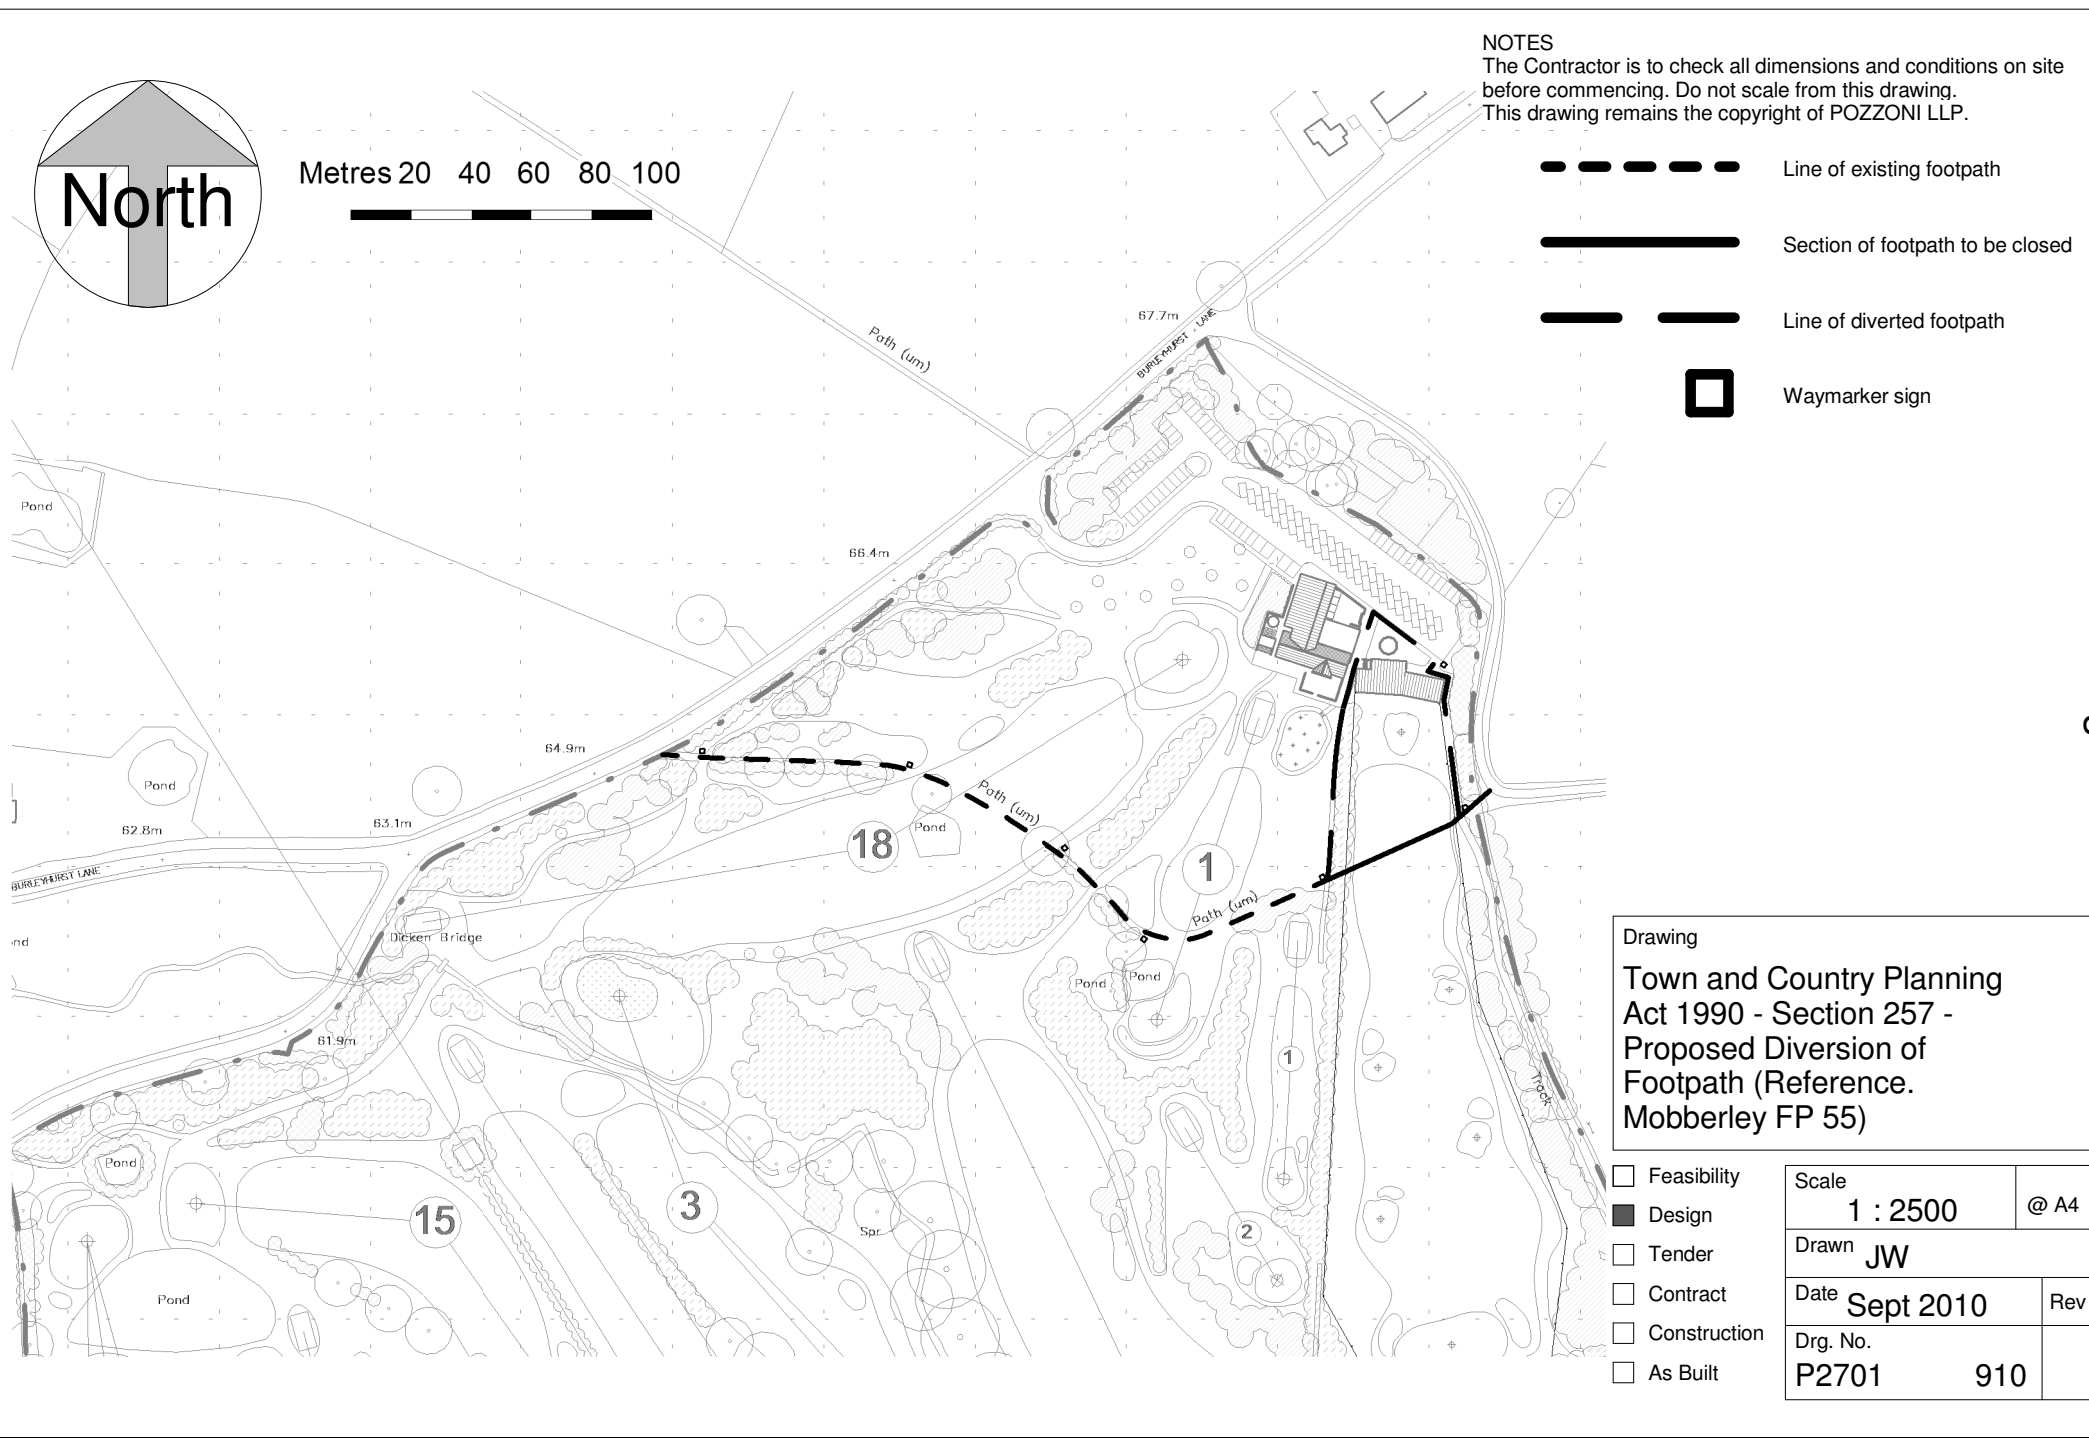 NOTES
The Contractor is to check all dimensions and conditions on site
before commencing. Do not scale from this drawing.
This drawing remains the copyright of POZZONI LLP.
North
Metres 20 40 60 80 100
Line of existing footpath
Section of footpath to be closed
Line of diverted footpath
Waymarker sign
67.7m
BURLEYHURST LANE
Path (um)
Pond
66.4m
64.9m
Pond
62.8m
63.1m
Path (um)
18
Pond
1
BURLEYHURST LANE
Path (um)
Dicken Bridge
nd
Pond
Pond
61.9m
1
Track
Pond
15
3
Spr
2
Pond
Drawing
Town and Country Planning
Act 1990 - Section 257 -
Proposed Diversion of
Footpath (Reference.
Mobberley FP 55)
Feasibility
Design
Tender
Contract
Construction
As Built
Scale
1 : 2500
@ A4
Drawn JW
Date Sept 2010
Rev
Drg. No.
P2701 910